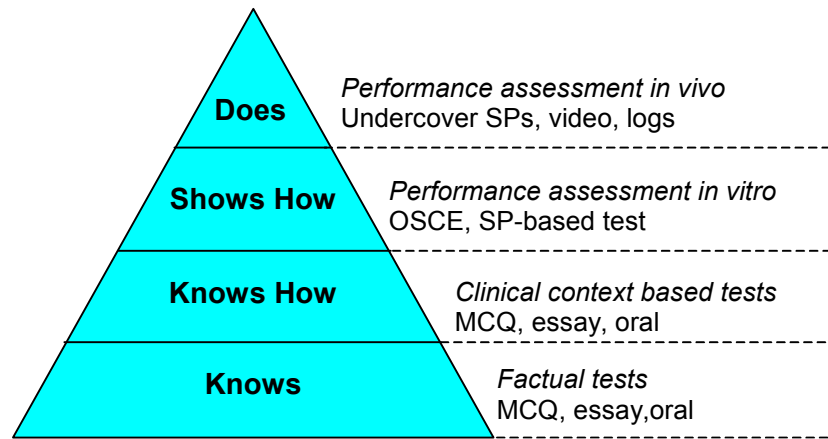 Does
Performance assessment in vivo
Undercover SPs, video, logs
Shows How
Performance assessment in vitro
OSCE, SP-based test
Knows How
Clinical context based tests
MCQ, essay, oral
Knows
Factual tests
MCQ, essay,oral